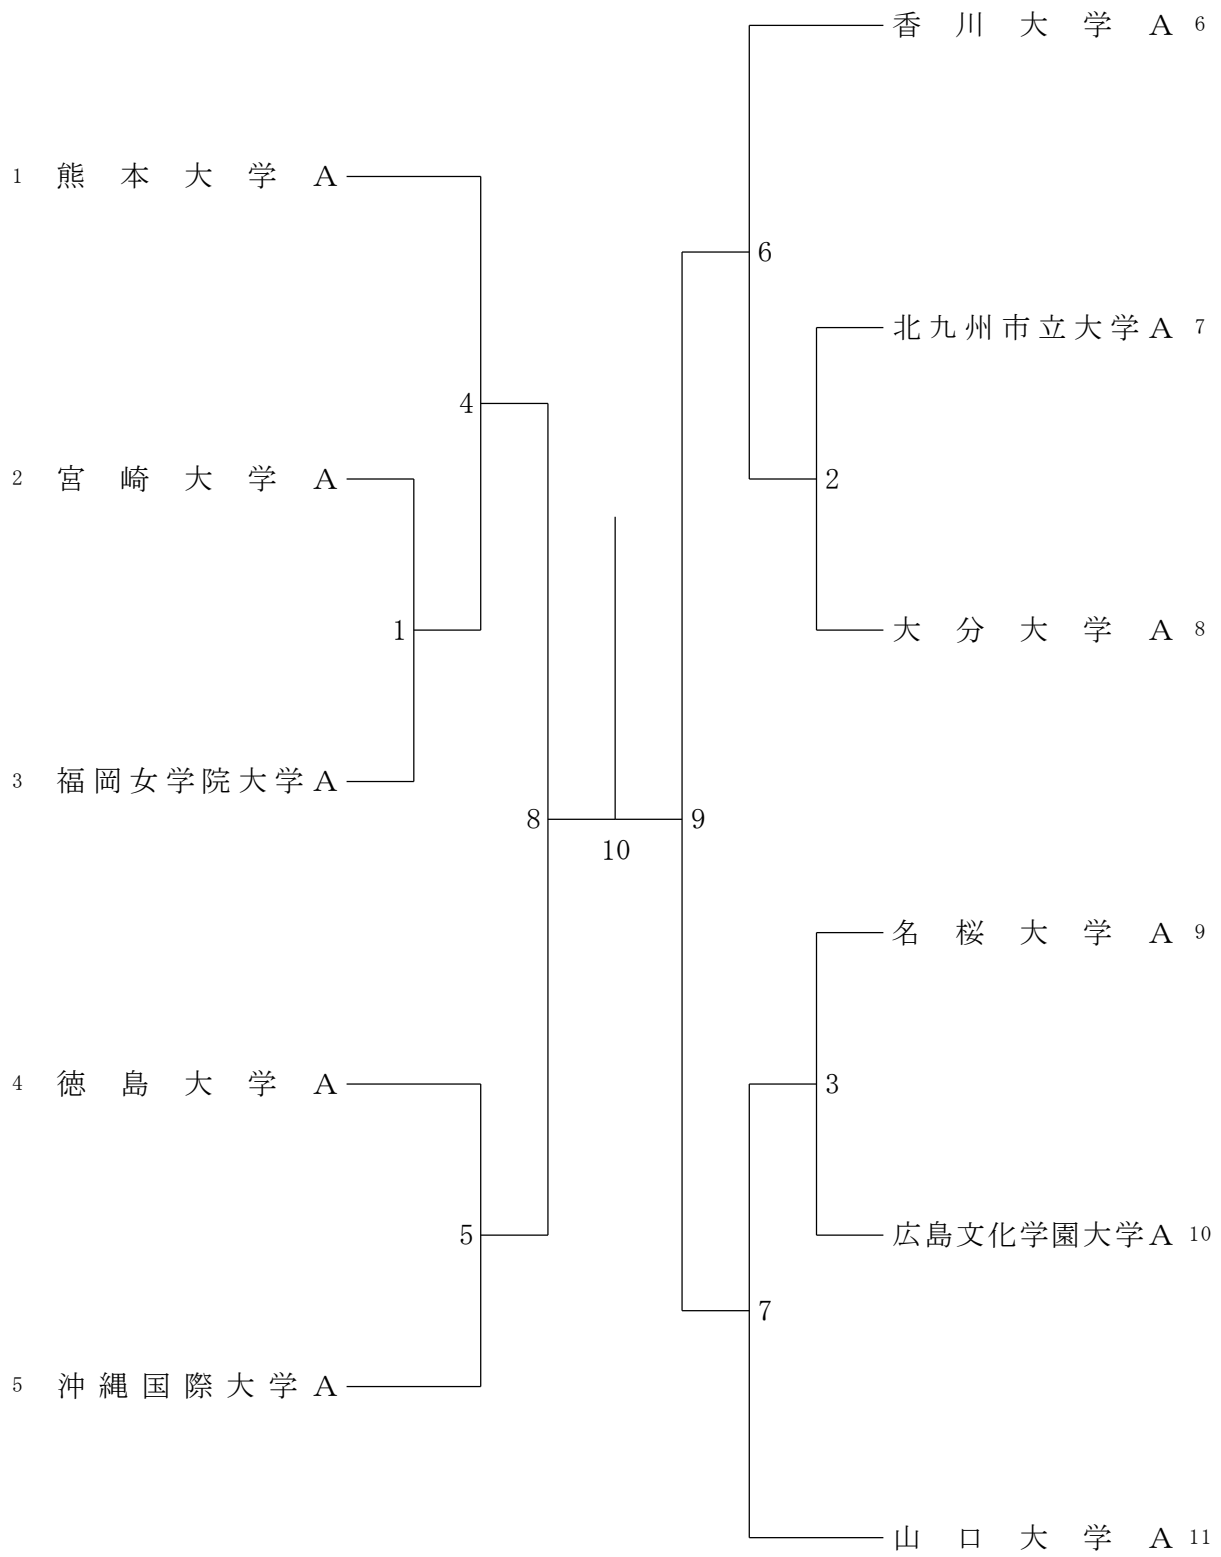 香川大学A 6
1 熊本大学A
6
北九州市立大学A 7
4
2 宮崎大学A
2
1
大分大学A 8
3 福岡女学院大学A
8
9
10
名桜大学A 9
4 徳島大学A
3
5
広島文化学園大学A 10
7
5 沖縄国際大学A
山口大学A 11